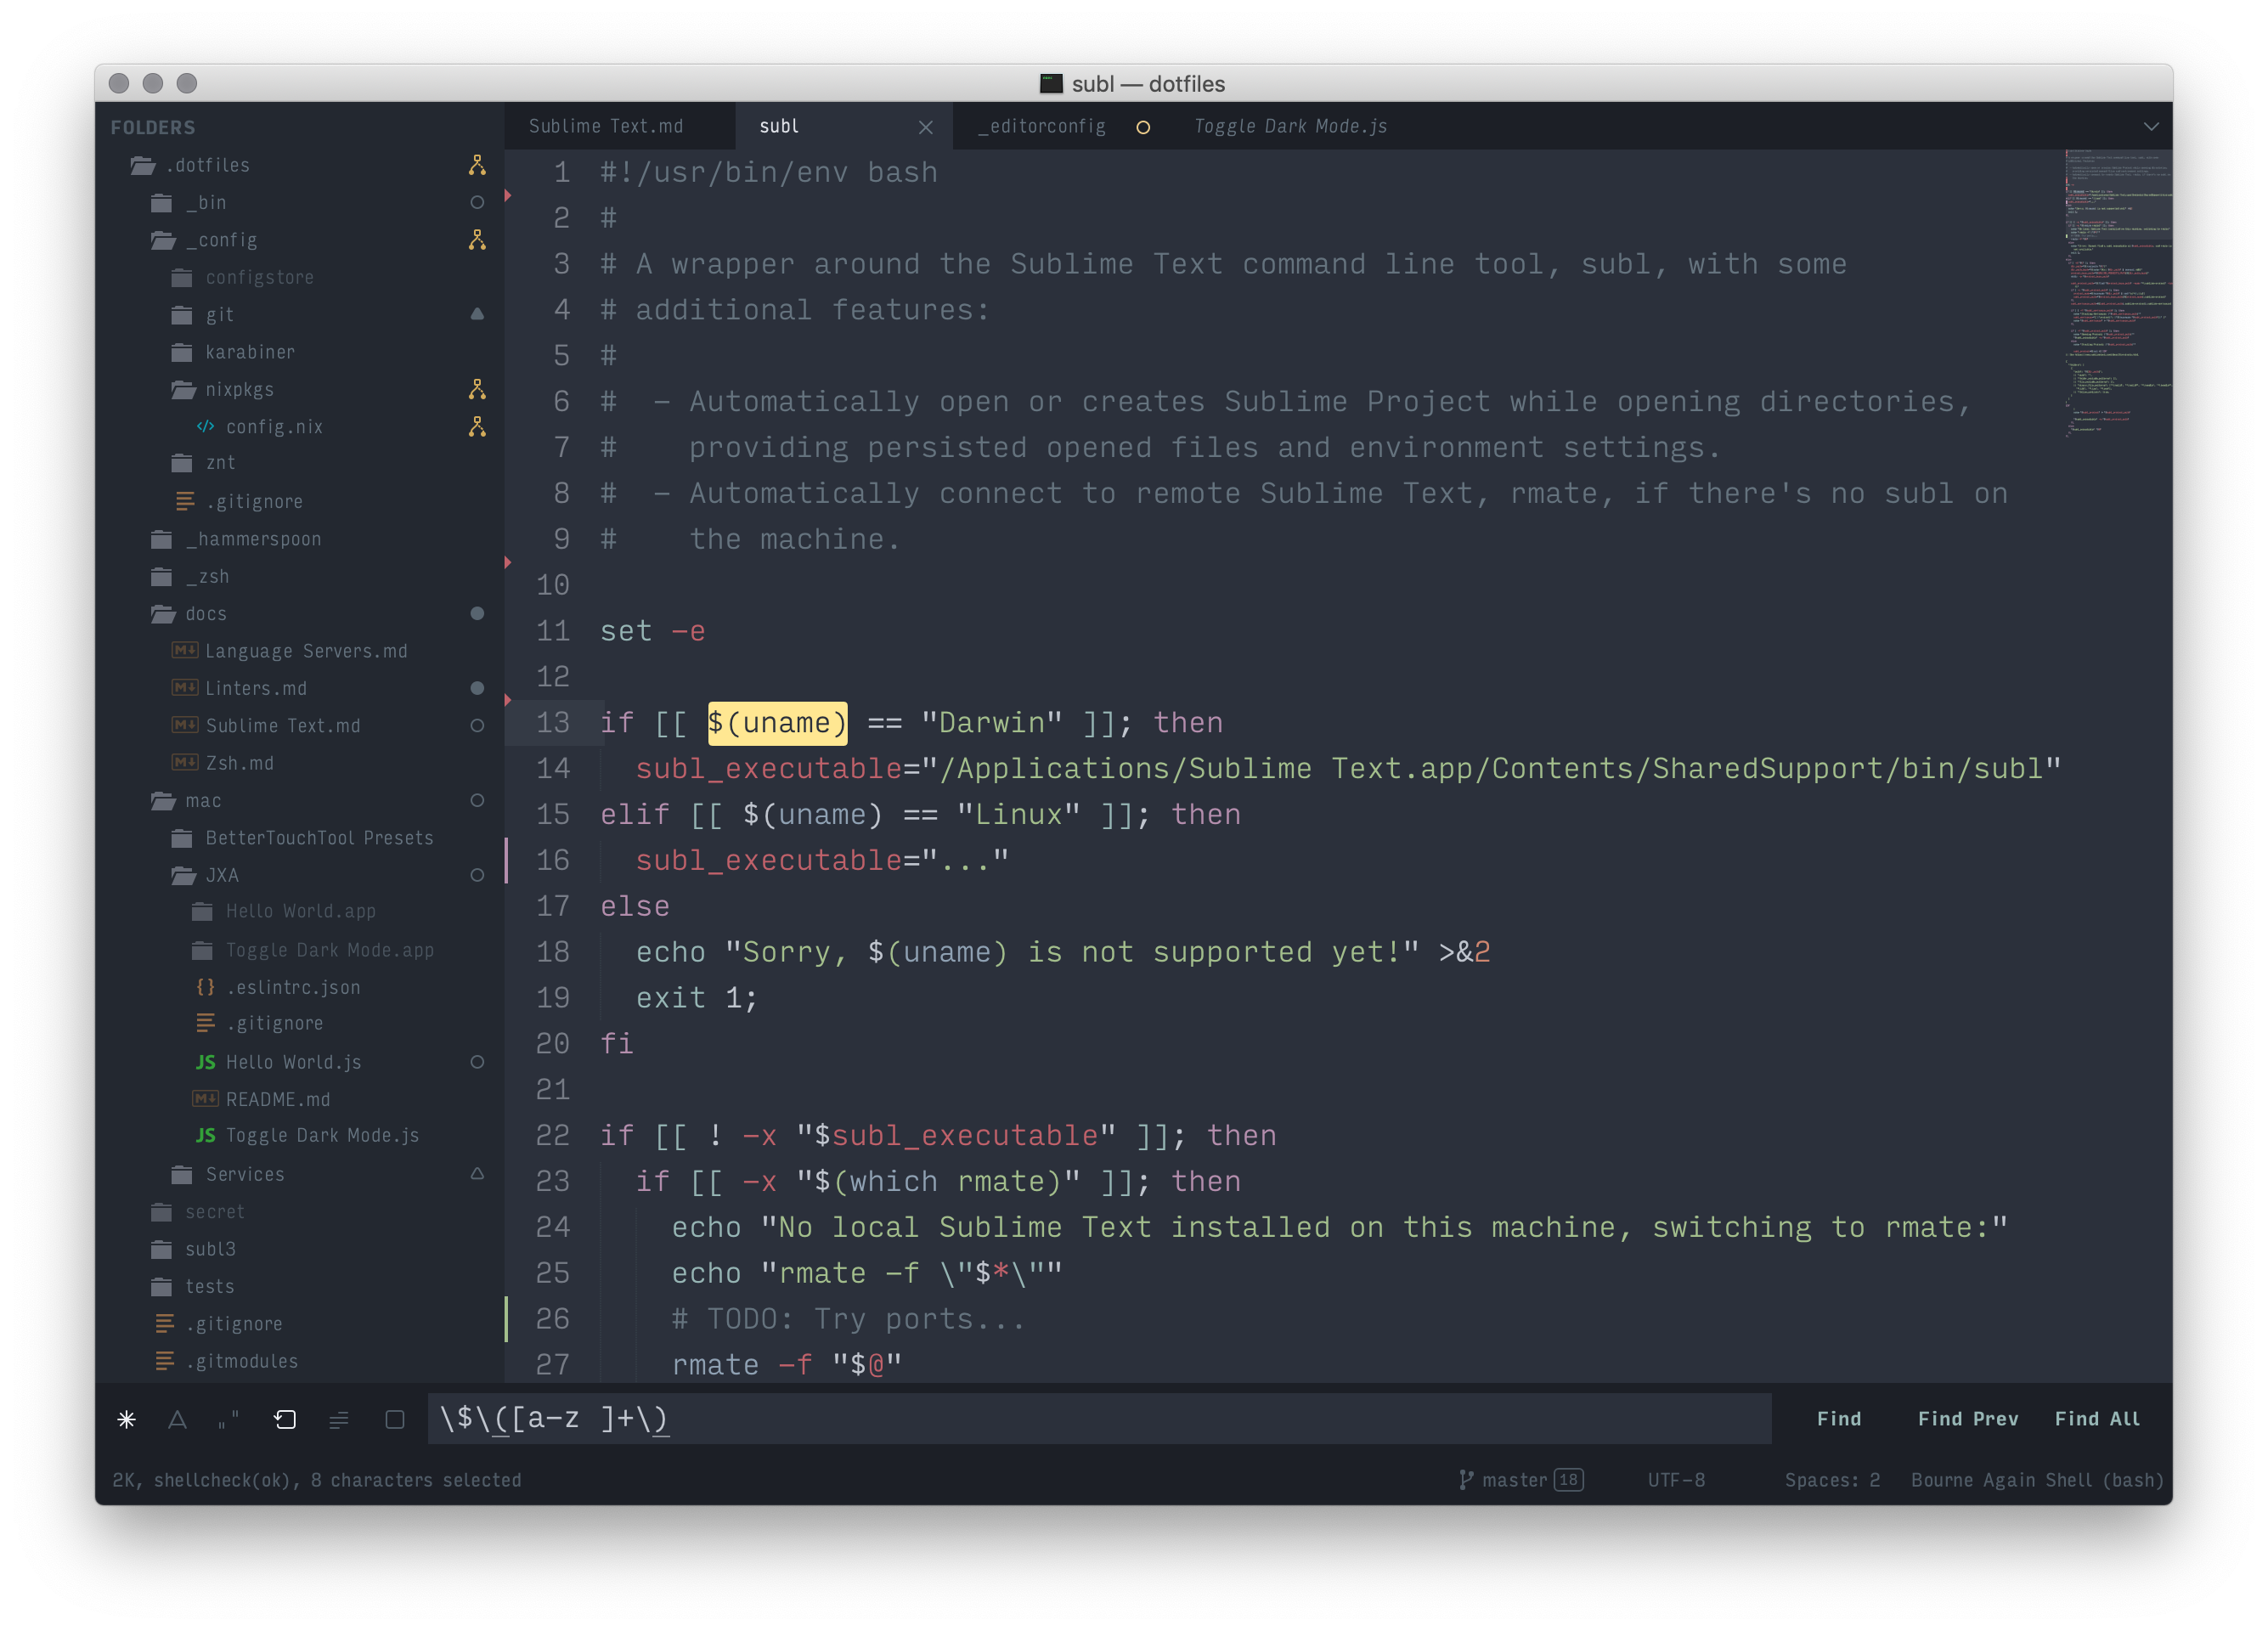 subl — dotfiles
FOLDERS
.dotfiles
_bin
_config
configstore
git
karabiner
nixpkgs
</> config.nix
znt
.gitignore
_hammerspoon
_zsh
docs
M↓ Language Servers.md
M↓ Linters.md
M↓ Sublime Text.md
M↓ Zsh.md
mac
BetterTouchTool Presets
JXA
Hello World.app
Toggle Dark Mode.app
{} .eslintrc.json
.gitignore
JS Hello World.js
M↓ README.md
JS Toggle Dark Mode.js
Services
secret
subl3
tests
.gitignore
.gitmodules
Sublime Text.md subl _editorconfig Toggle Dark Mode.js
1 #!/usr/bin/env bash
2 #
3 # A wrapper around the Sublime Text command line tool, subl, with some
4 # additional features:
5 #
6 #  - Automatically open or creates Sublime Project while opening directories,
7 #    providing persisted opened files and environment settings.
8 #  - Automatically connect to remote Sublime Text, rmate, if there's no subl on
9 #    the machine.
10
11 set -e
12
13 if [[ $(uname) == "Darwin" ]]; then
14   subl_executable="/Applications/Sublime Text.app/Contents/SharedSupport/bin/subl"
15 elif [[ $(uname) == "Linux" ]]; then
16   subl_executable="..."
17 else
18   echo "Sorry, $(uname) is not supported yet!" >&2
19   exit 1;
20 fi
21
22 if [[ ! -x "$subl_executable" ]]; then
23   if [[ -x "$(which rmate)" ]]; then
24     echo "No local Sublime Text installed on this machine, switching to rmate:"
25     echo "rmate -f \"$*\""
26     # TODO: Try ports...
27     rmate -f "$@"
\$\([a-z ]+\) Find Find Prev Find All
2K, shellcheck(ok), 8 characters selected master 18 UTF-8 Spaces: 2 Bourne Again Shell (bash)